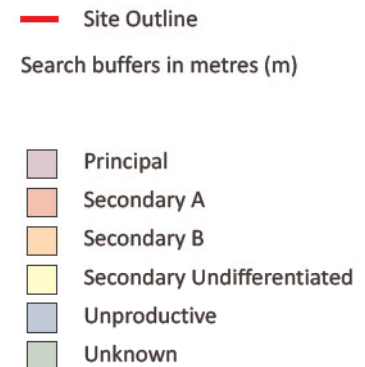 Site Outline
Search buffers in metres (m)
Principal
Secondary A
Secondary B
Secondary Undifferentiated
Unproductive
Unknown